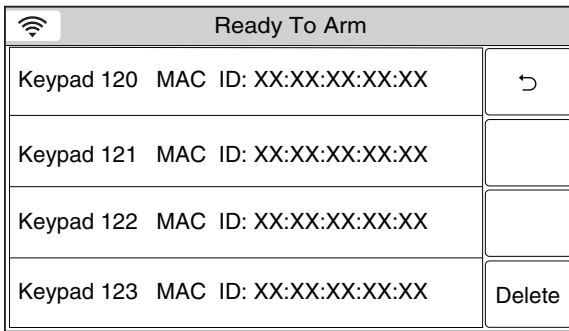 Ready To Arm
Keypad 120 MAC ID: XX:XX:XX:XX:XX
Keypad 121 MAC ID: XX:XX:XX:XX:XX
Keypad 122 MAC ID: XX:XX:XX:XX:XX
Keypad 123 MAC ID: XX:XX:XX:XX:XX
Delete